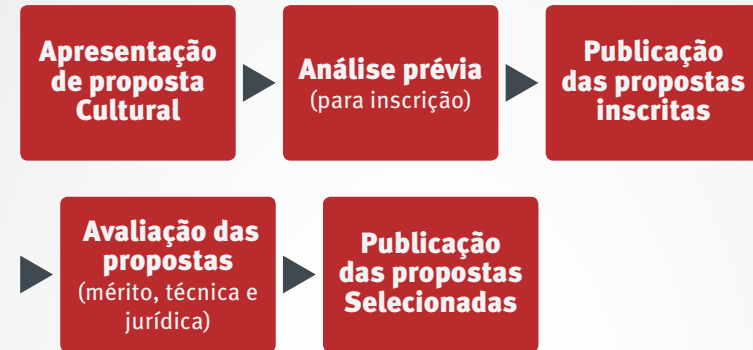 Apresentação
de proposta
Cultural
Análise prévia
(para inscrição)
Publicação
das propostas
inscritas
Avaliação das
propostas
(mérito, técnica e
jurídica)
Publicação
das propostas
Selecionadas